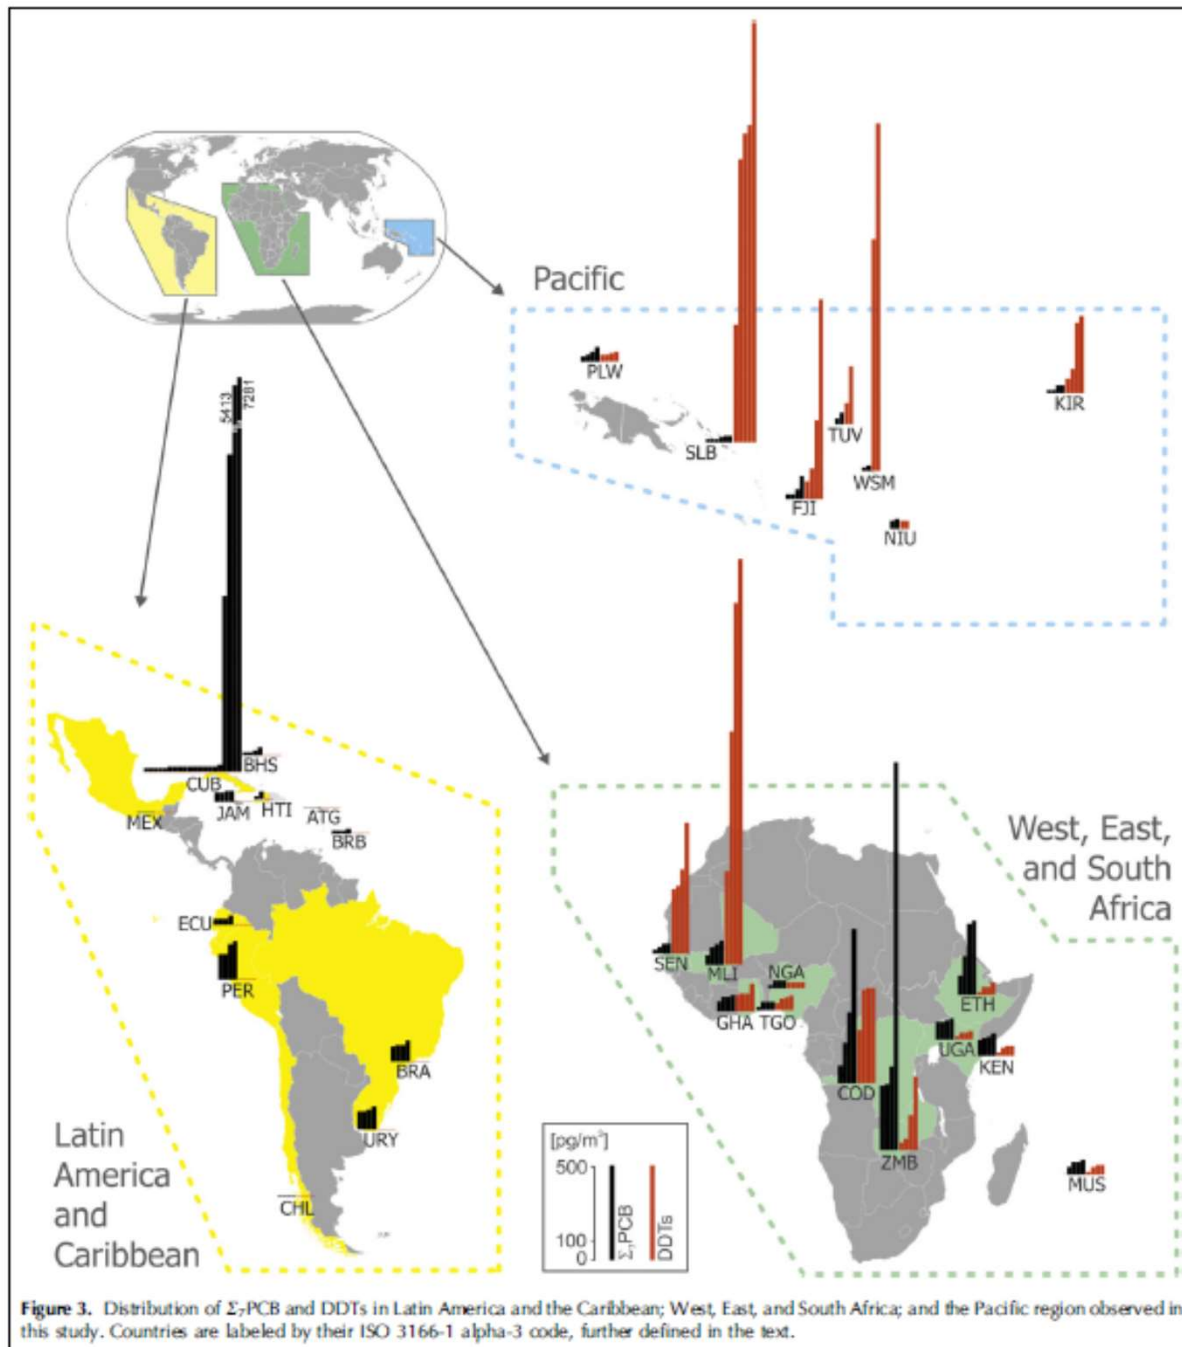 Pacific
PLW
SLB
FJI
TUV
WSM
NIU
KIR
5413
7281
CUB
BHS
JAM
HTI
MEX
ATG
BRB
ECU
PER
BRA
URY
CHL
Latin
America
and
Caribbean
West, East,
and South
Africa
SEN
MLI
NGA
GHA
TGO
ETH
UGA
KEN
COD
ZMB
MUS
[pg/m³]
500
100
0
Σ₇PCB
DDTs
Figure 3. Distribution of Σ₇PCB and DDTs in Latin America and the Caribbean; West, East, and South Africa; and the Pacific region observed in
this study. Countries are labeled by their ISO 3166-1 alpha-3 code, further defined in the text.